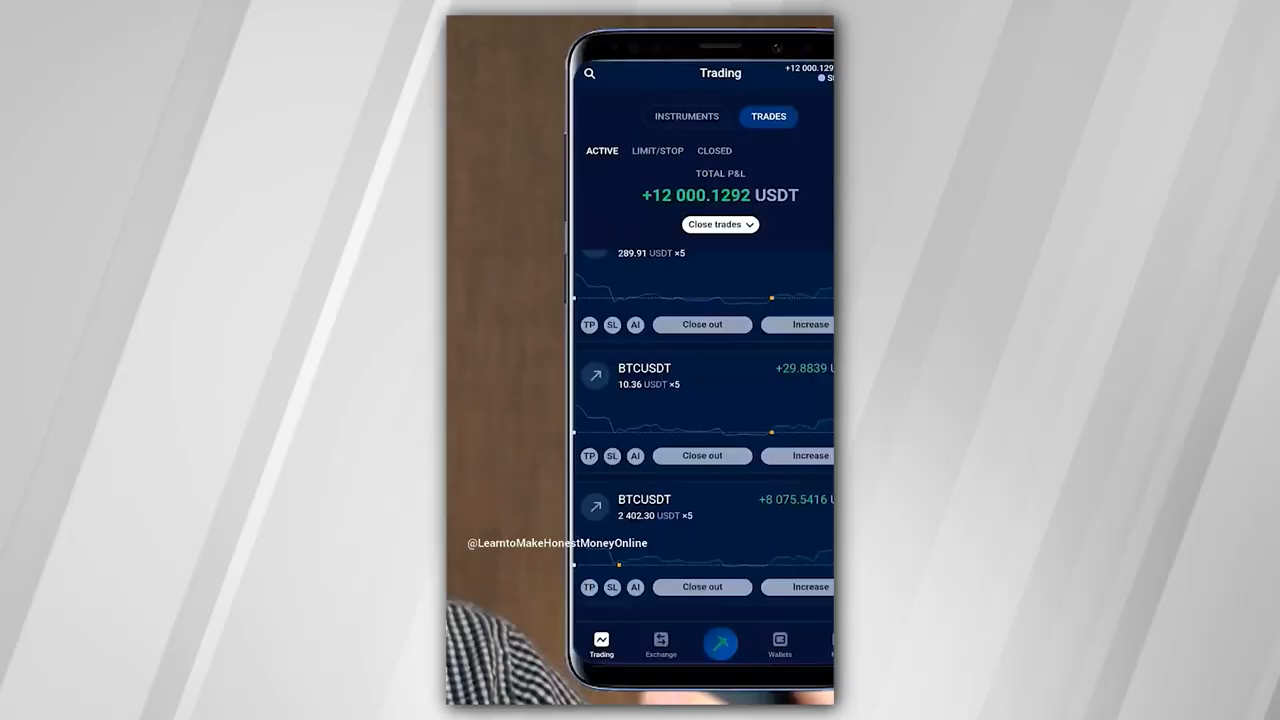 +12 000.129
Trading
INSTRUMENTS TRADES
ACTIVE LIMIT/STOP CLOSED
TOTAL P&L
+12 000.1292 USDT
Close trades
289.91 USDT ×5
TP SL AI Close out Increase
BTCUSDT +29.8839
10.36 USDT ×5
TP SL AI Close out Increase
BTCUSDT +8 075.5416
2 402.30 USDT ×5
@LearntoMakeHonestMoneyOnline
TP SL AI Close out Increase
Trading Exchange Wallets